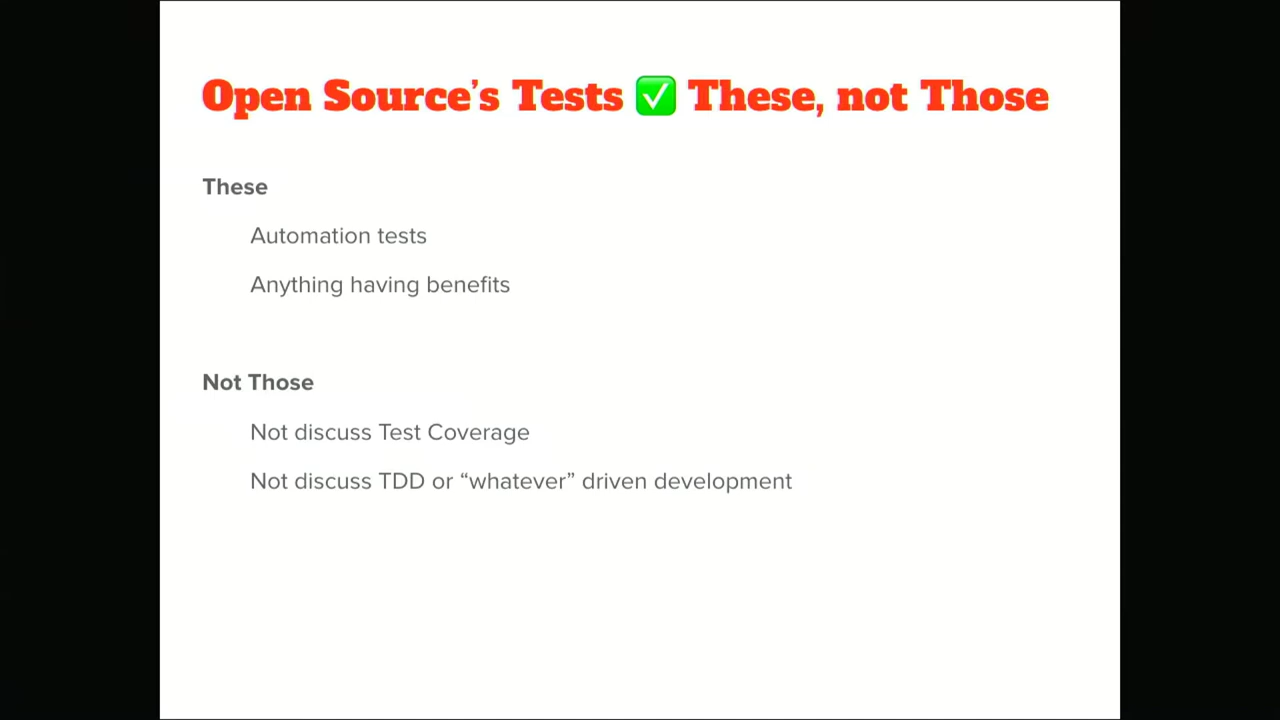 Open Source’s Tests ✅ These, not Those
These
Automation tests
Anything having benefits
Not Those
Not discuss Test Coverage
Not discuss TDD or “whatever” driven development